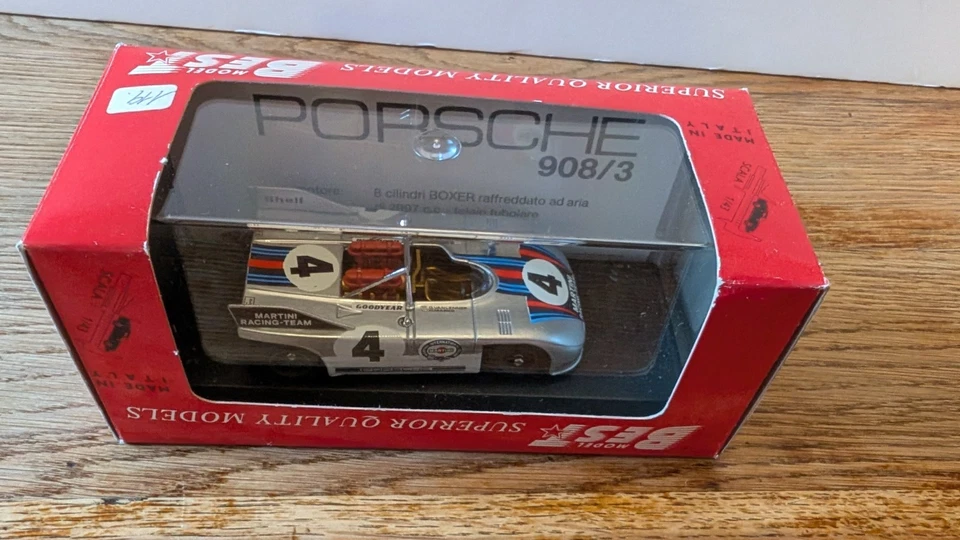 MODEL
BEST
SUPERIOR QUALITY MODELS
119.
MADE IN
ITALY
SCALA
1:43
PORSCHE
908/3
8 cilindri BOXER raffreddato ad aria
Shell
4
4
MARTINI
GOODYEAR
MARTINI
RACING-TEAM
4
SCALA
1:43
MADE IN
ITALY
SUPERIOR QUALITY MODELS
MODEL
BEST